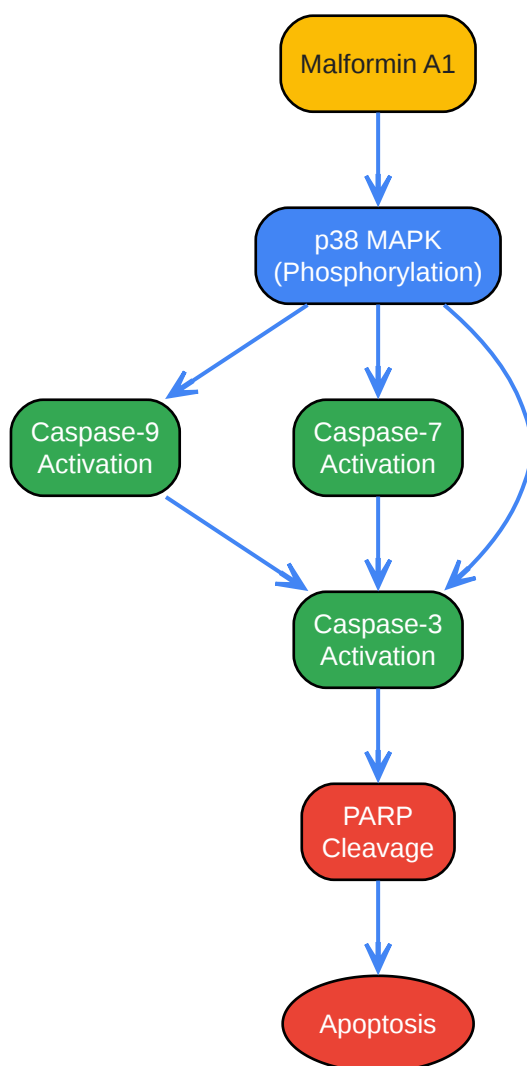 Malformin A1
p38 MAPK
(Phosphorylation)
Caspase-9
Activation
Caspase-7
Activation
Caspase-3
Activation
PARP
Cleavage
Apoptosis